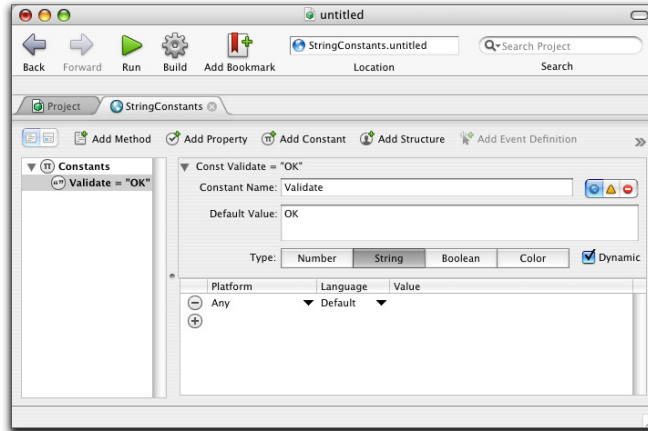 untitled
Back Forward Run Build Add Bookmark StringConstants.untitled Location Search Project Search
Project StringConstants
Add Method Add Property Add Constant Add Structure Add Event Definition
Constants
Validate = "OK"
Const Validate = "OK"
Constant Name: Validate
Default Value: OK
Type: Number String Boolean Color Dynamic
Platform Language Value
Any Default